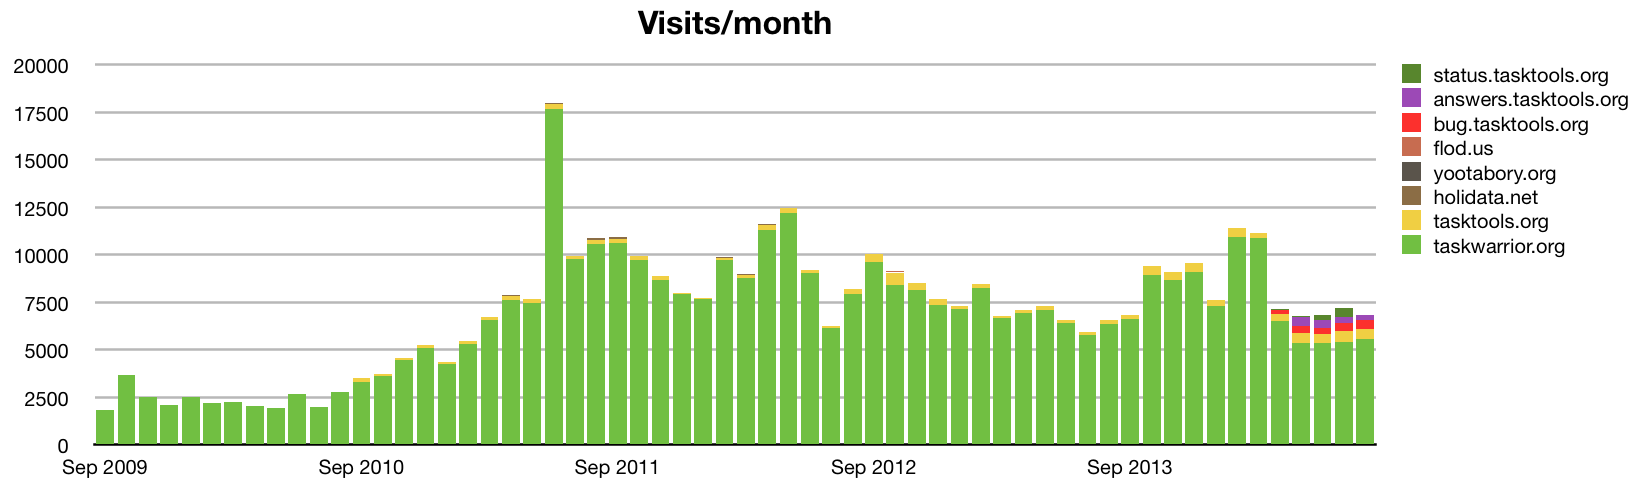 Visits/month
20000
17500
15000
12500
10000
7500
5000
2500
0
Sep 2009 Sep 2010 Sep 2011 Sep 2012 Sep 2013
status.tasktools.org
answers.tasktools.org
bug.tasktools.org
flod.us
yootabory.org
holidata.net
tasktools.org
taskwarrior.org